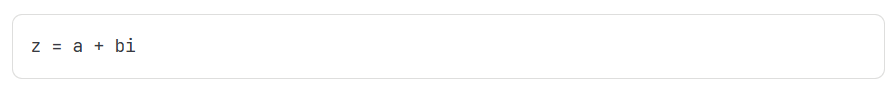 z = a + bi